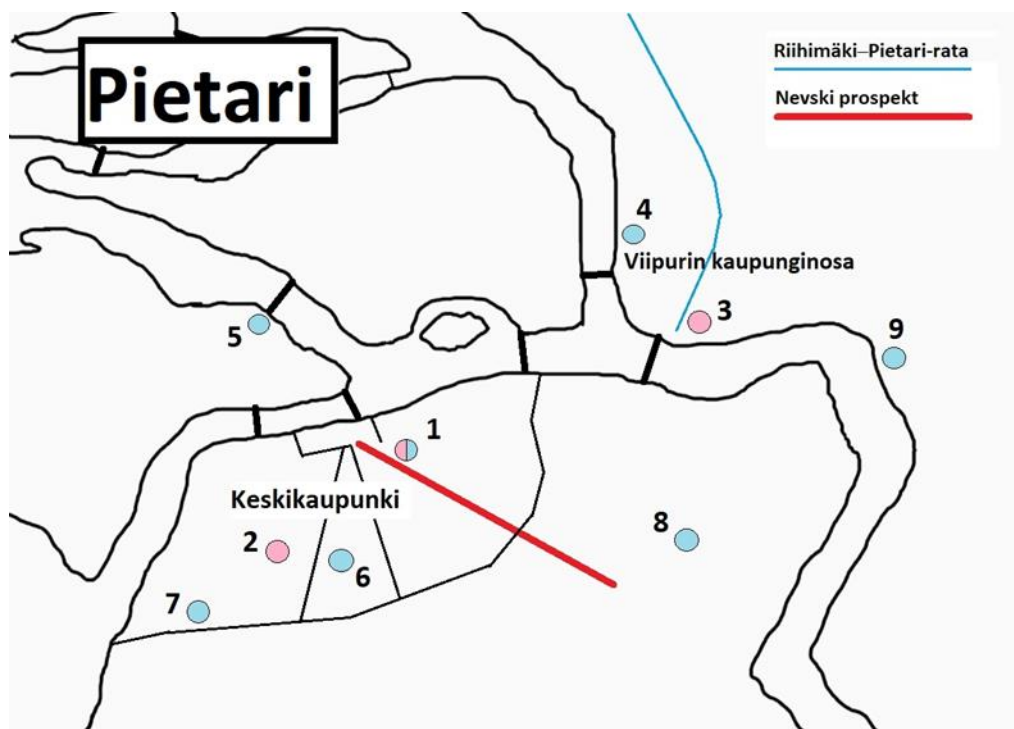 Pietari
Riihimäki–Pietari-rata
Nevski prospekt
4
Viipurin kaupunginosa
3
5
9
1
Keskikaupunki
2
8
6
7